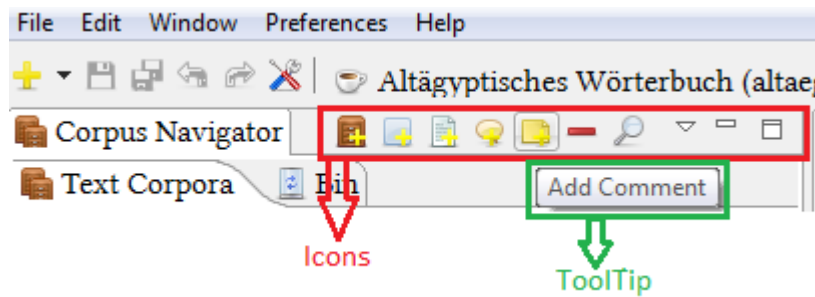 File Edit Window Preferences Help
Altägyptisches Wörterbuch (altaeg
Corpus Navigator
Text Corpora Bin
Add Comment
Icons
ToolTip